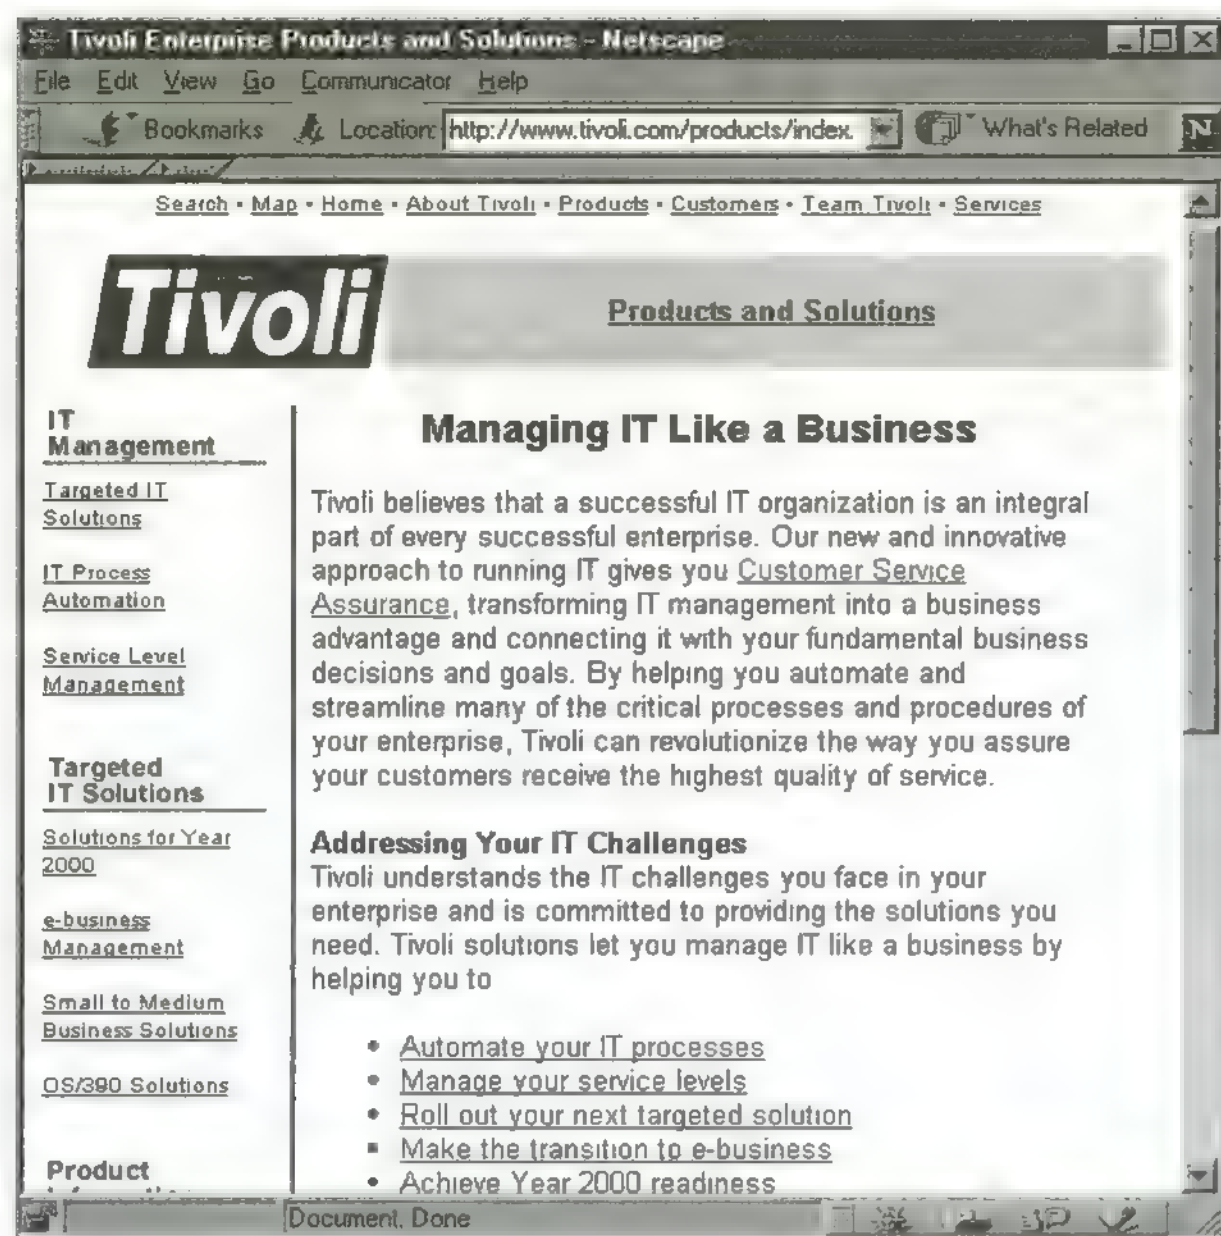 Tivoli Enterprise Products and Solutions - Netscape
File Edit View Go Communicator Help
Bookmarks Location: http://www.tivoli.com/products/index. What's Related N
Search • Map • Home • About Tivoli • Products • Customers • Team Tivoli • Services
Tivoli
Products and Solutions
IT
Management
Targeted IT
Solutions
IT Process
Automation
Service Level
Management
Targeted
IT Solutions
Solutions for Year
2000
e-business
Management
Small to Medium
Business Solutions
OS/390 Solutions
Product
Managing IT Like a Business
Tivoli believes that a successful IT organization is an integral
part of every successful enterprise. Our new and innovative
approach to running IT gives you Customer Service
Assurance, transforming IT management into a business
advantage and connecting it with your fundamental business
decisions and goals. By helping you automate and
streamline many of the critical processes and procedures of
your enterprise, Tivoli can revolutionize the way you assure
your customers receive the highest quality of service.
Addressing Your IT Challenges
Tivoli understands the IT challenges you face in your
enterprise and is committed to providing the solutions you
need. Tivoli solutions let you manage IT like a business by
helping you to
• Automate your IT processes
• Manage your service levels
• Roll out your next targeted solution
• Make the transition to e-business
• Achieve Year 2000 readiness
Document. Done